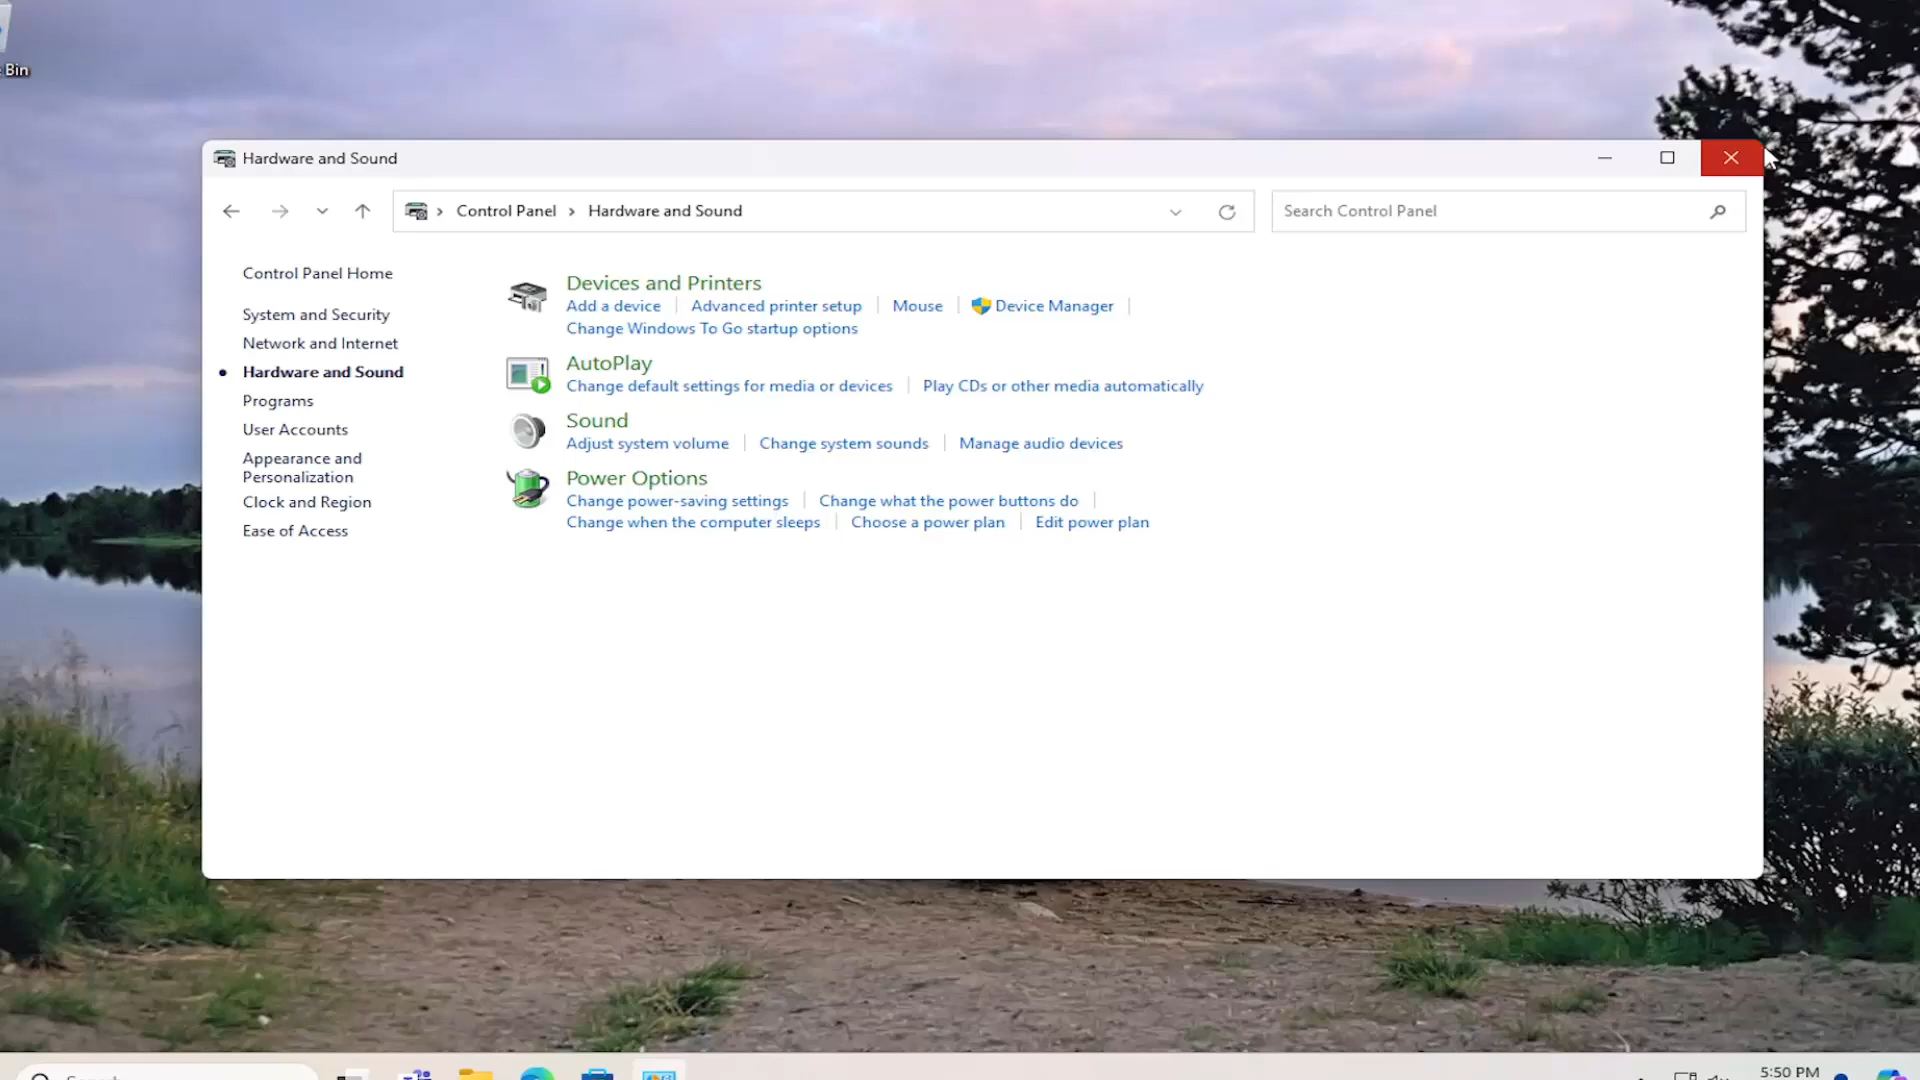 Bin
Hardware and Sound
Control Panel Hardware and Sound
Search Control Panel
Control Panel Home
System and Security
Network and Internet
Hardware and Sound
Programs
User Accounts
Appearance and
Personalization
Clock and Region
Ease of Access
Devices and Printers
Add a device Advanced printer setup Mouse Device Manager
Change Windows To Go startup options
AutoPlay
Change default settings for media or devices Play CDs or other media automatically
Sound
Adjust system volume Change system sounds Manage audio devices
Power Options
Change power-saving settings Change what the power buttons do
Change when the computer sleeps Choose a power plan Edit power plan
5:50 PM